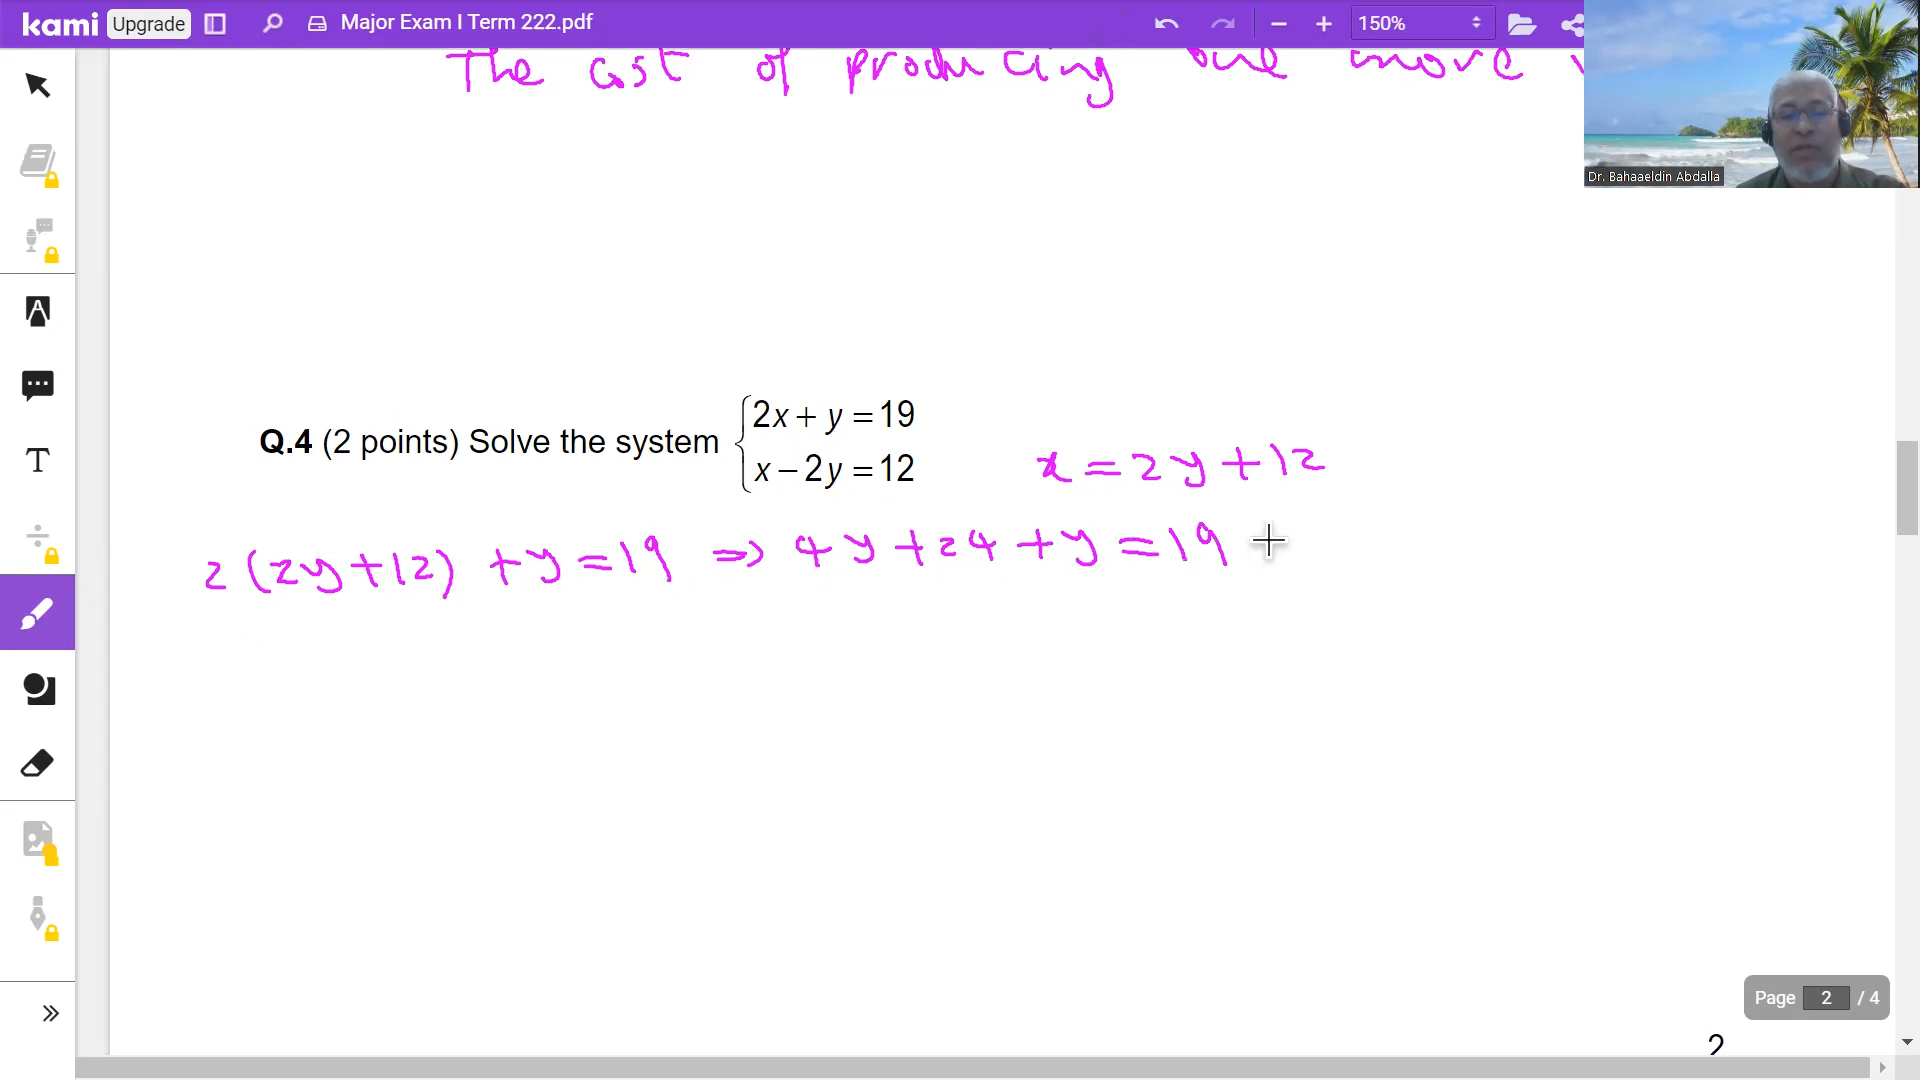 kami Upgrade Major Exam I Term 222.pdf 150%
The cost of producing one more
Dr. Bahaaeldin Abdalla
Q.4 (2 points) Solve the system {2x + y = 19
x − 2y = 12
x = 2y + 12
2(2y+12) + y = 19 ⇒ 4y + 24 + y = 19
T
Page 2 / 4
2